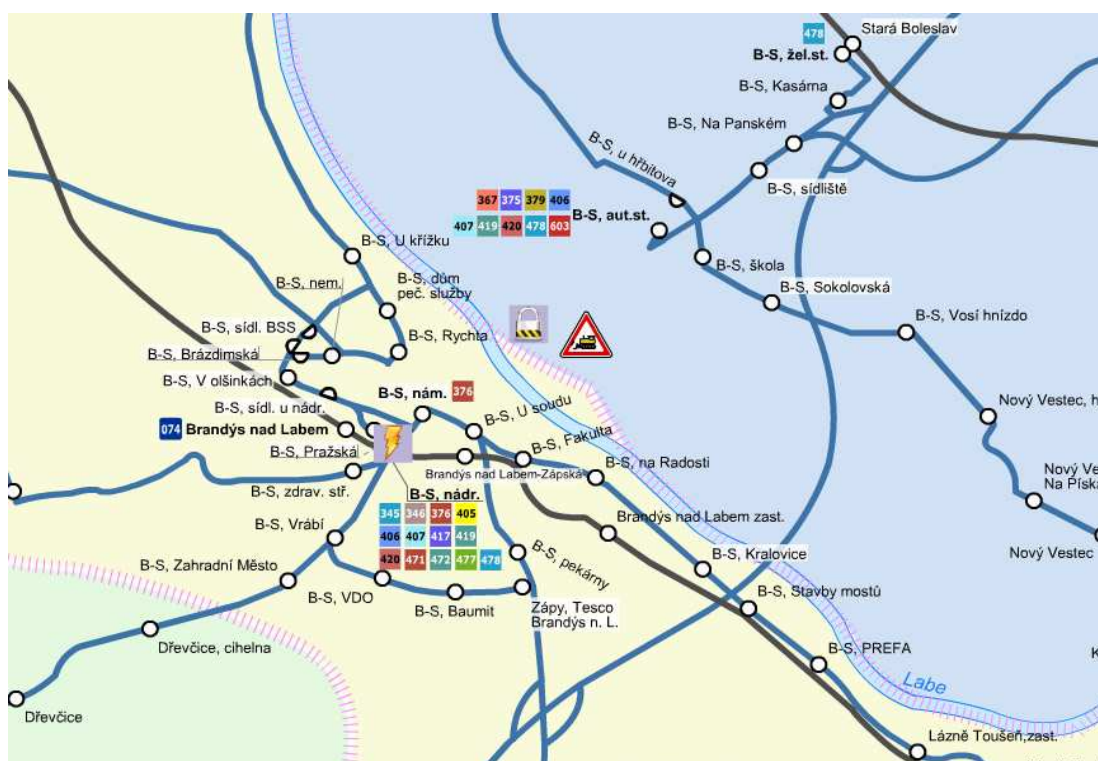 Stará Boleslav
478
B-S, žel.st.
B-S, Kasárna
B-S, Na Panském
B-S, u hřbitova
B-S, sídliště
367 375 379 406
B-S, aut.st.
407 419 420 478 603
B-S, U křížku
B-S, škola
B-S, nem.
B-S, dům
peč. služby
B-S, Sokolovská
B-S, sídl. BSS
B-S, Rychta
B-S, Vosí hnízdo
B-S, Brázdimská
B-S, V olšinkách
B-S, nám. 376
B-S, sídl. u nádr.
B-S, U soudu
Nový Vestec, h
074 Brandýs nad Labem
B-S, Fakulta
B-S, Pražská
Brandýs nad Labem-Zápská
B-S, na Radosti
B-S, zdrav. stř.
B-S, nádr.
Nový Ve
Na Píska
345 346 376 405
406 407 417 419
420 471 472 477 478
Brandýs nad Labem zast.
B-S, Vrábí
B-S, pekárny
B-S, Kralovice
Nový Vestec
B-S, Zahradní Město
B-S, VDO
B-S, Baumit
Zápy, Tesco
Brandýs n. L.
B-S, Stavby mostů
Dřevčice, cihelna
B-S, PREFA
K
Labe
Dřevčice
Lázně Toušeň,zast.